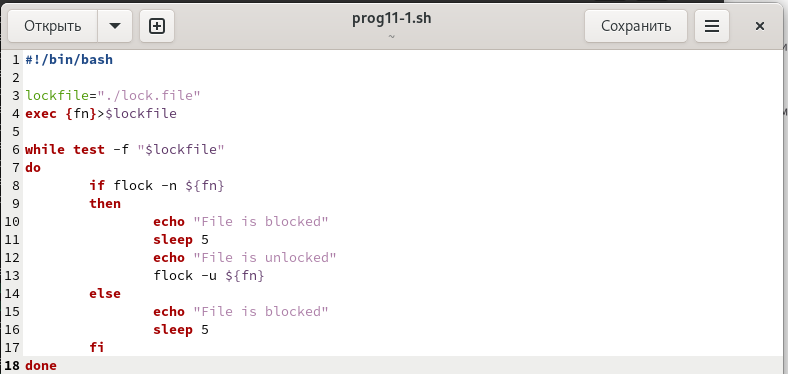 Открыть
prog11-1.sh
~
Сохранить
1 #!/bin/bash
2
3 lockfile="./lock.file"
4 exec {fn}>$lockfile
5
6 while test -f "$lockfile"
7 do
8         if flock -n ${fn}
9         then
10                 echo "File is blocked"
11                 sleep 5
12                 echo "File is unlocked"
13                 flock -u ${fn}
14         else
15                 echo "File is blocked"
16                 sleep 5
17         fi
18 done